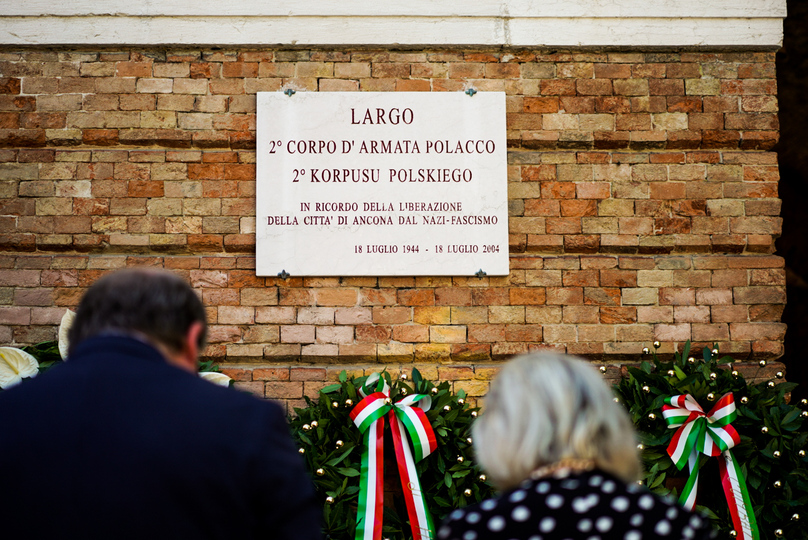 LARGO
2° CORPO D' ARMATA POLACCO
2° KORPUSU POLSKIEGO
IN RICORDO DELLA LIBERAZIONE
DELLA CITTA' DI ANCONA DAL NAZI-FASCISMO
18 LUGLIO 1944 - 18 LUGLIO 2004